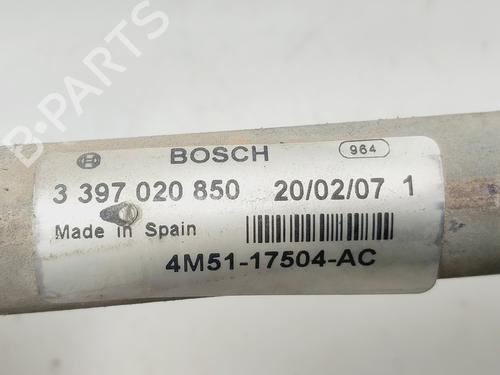 B-PARTS
BOSCH
964
3 397 020 850 20/02/07 1
Made in Spain
4M51-17504-AC